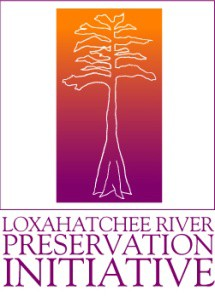 LOXAHATCHEE RIVER
PRESERVATION
INITIATIVE